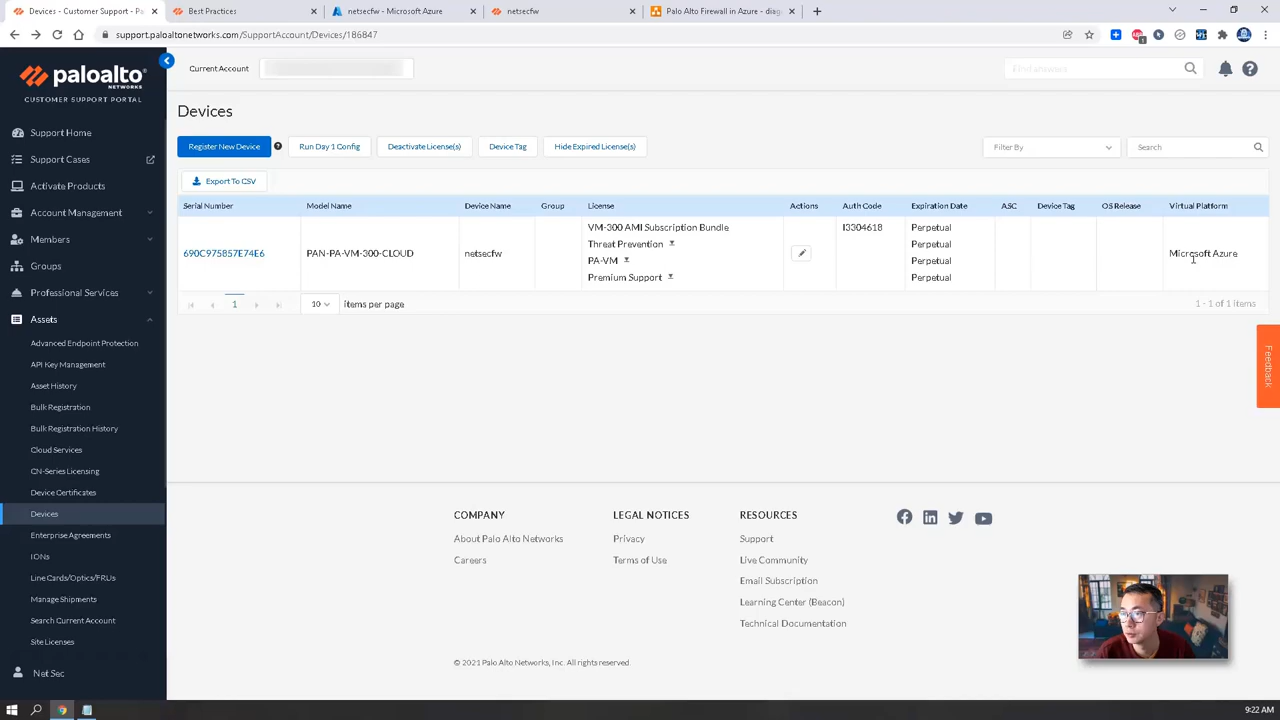 Devices - Customer Support Port
Best Practices
netsecfw - Microsoft Azure
netsecfw
Palo Alto Firewall in Azure - diag
support.paloaltonetworks.com/SupportAccount/Devices/186847
paloalto
NETWORKS
CUSTOMER SUPPORT PORTAL
Current Account
Find answers
Support Home
Support Cases
Activate Products
Account Management
Members
Groups
Professional Services
Assets
Advanced Endpoint Protection
API Key Management
Asset History
Bulk Registration
Bulk Registration History
Cloud Services
CN-Series Licensing
Device Certificates
Devices
Enterprise Agreements
IONs
Line Cards/Optics/FRUs
Manage Shipments
Search Current Account
Site Licenses
Net Sec
Devices
Register New Device
Run Day 1 Config
Deactivate License(s)
Device Tag
Hide Expired License(s)
Filter By
Search
Export To CSV
Serial Number Model Name Device Name Group License Actions Auth Code Expiration Date ASC Device Tag OS Release Virtual Platform
VM-300 AMI Subscription Bundle I3304618 Perpetual
Threat Prevention Perpetual
690C975857E74E6 PAN-PA-VM-300-CLOUD netsecfw Microsoft Azure
PA-VM Perpetual
Premium Support Perpetual
1 10 items per page 1 - 1 of 1 items
Feedback
COMPANY
About Palo Alto Networks
Careers
LEGAL NOTICES
Privacy
Terms of Use
RESOURCES
Support
Live Community
Email Subscription
Learning Center (Beacon)
Technical Documentation
© 2021 Palo Alto Networks, Inc. All rights reserved.
9:22 AM